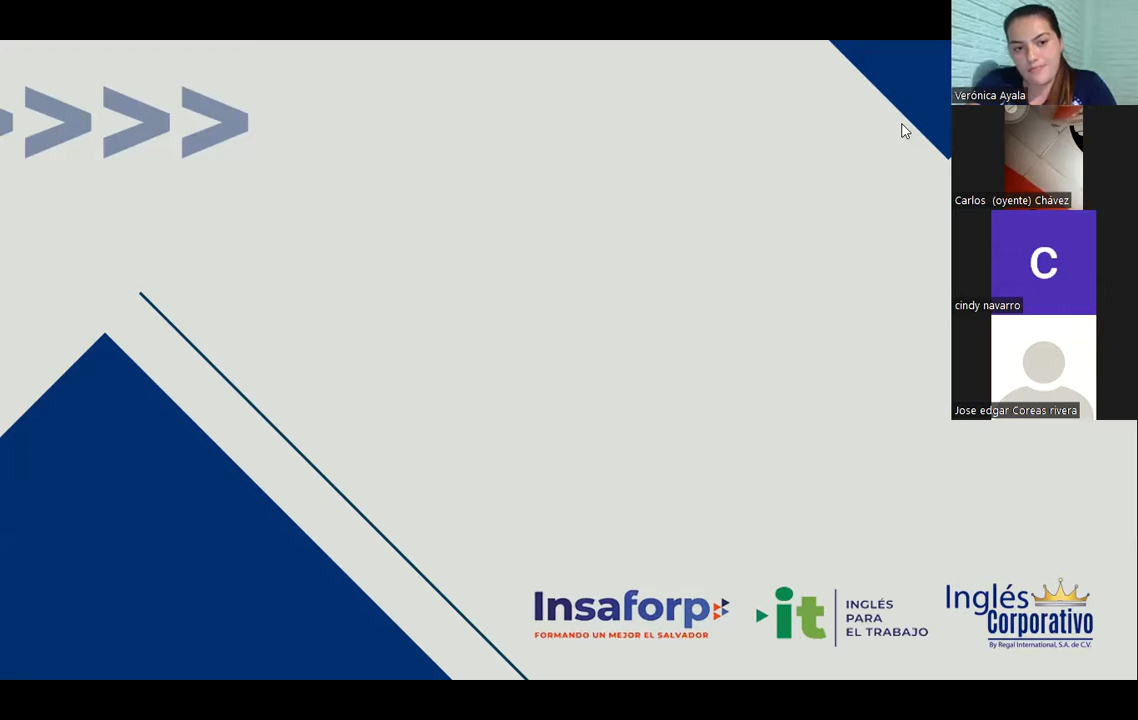 Verónica Ayala
Carlos (oyente) Chávez
C
cindy navarro
Jose edgar Coreas rivera
Insaforp
FORMANDO UN MEJOR EL SALVADOR
it
INGLÉS
PARA
EL TRABAJO
Inglés
Corporativo
By Regal International, S.A. de C.V.